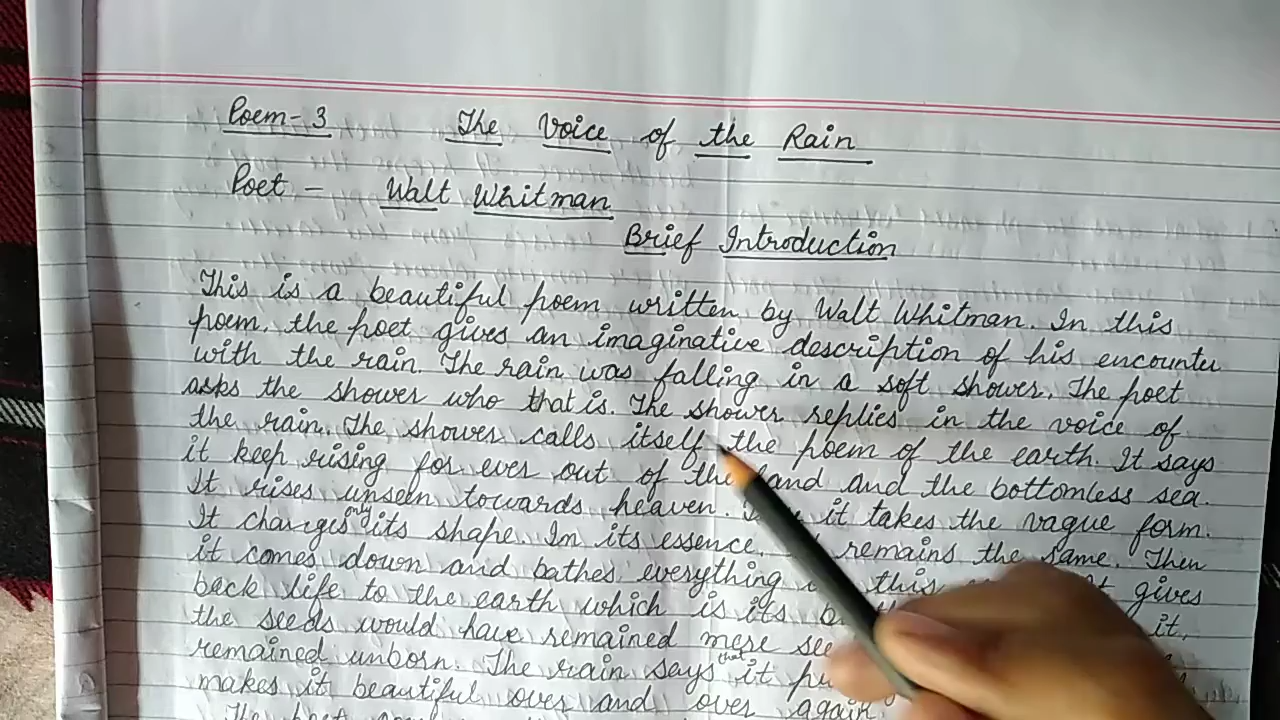 Poem-3 The Voice of the Rain
Poet - Walt Whitman
Brief Introduction
This is a beautiful poem written by Walt Whitman. In this
poem, the poet gives an imaginative description of his encounter
with the rain. The rain was falling in a soft shower. The poet
asks the shower who that is. The shower replies in the voice of
the rain. The shower calls itself the poem of the earth. It says
it keep rising for ever out of the land and the bottomless sea.
It rises unseen towards heaven. it takes the vague form.
It changes only its shape. In its essence, remains the same. Then
it comes down and bathes everything this gives
back life to the earth which is its it,
the seeds would have remained mere
remained unborn. The rain says that it
makes it beautiful over and over again.
The poet